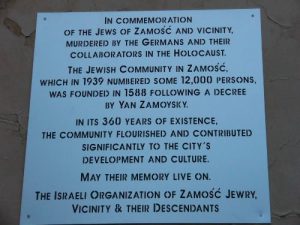 IN COMMEMORATION
OF THE JEWS OF ZAMOŚĆ AND VICINITY,
MURDERED BY THE GERMANS AND THEIR
COLLABORATORS IN THE HOLOCAUST.
THE JEWISH COMMUNITY IN ZAMOŚĆ,
WHICH IN 1939 NUMBERED SOME 12,000 PERSONS,
WAS FOUNDED IN 1588 FOLLOWING A DECREE
BY YAN ZAMOYSKY.
IN ITS 360 YEARS OF EXISTENCE,
THE COMMUNITY FLOURISHED AND CONTRIBUTED
SIGNIFICANTLY TO THE CITY'S
DEVELOPMENT AND CULTURE.
MAY THEIR MEMORY LIVE ON.
THE ISRAELI ORGANIZATION OF ZAMOŚĆ JEWRY,
VICINITY & THEIR DESCENDANTS